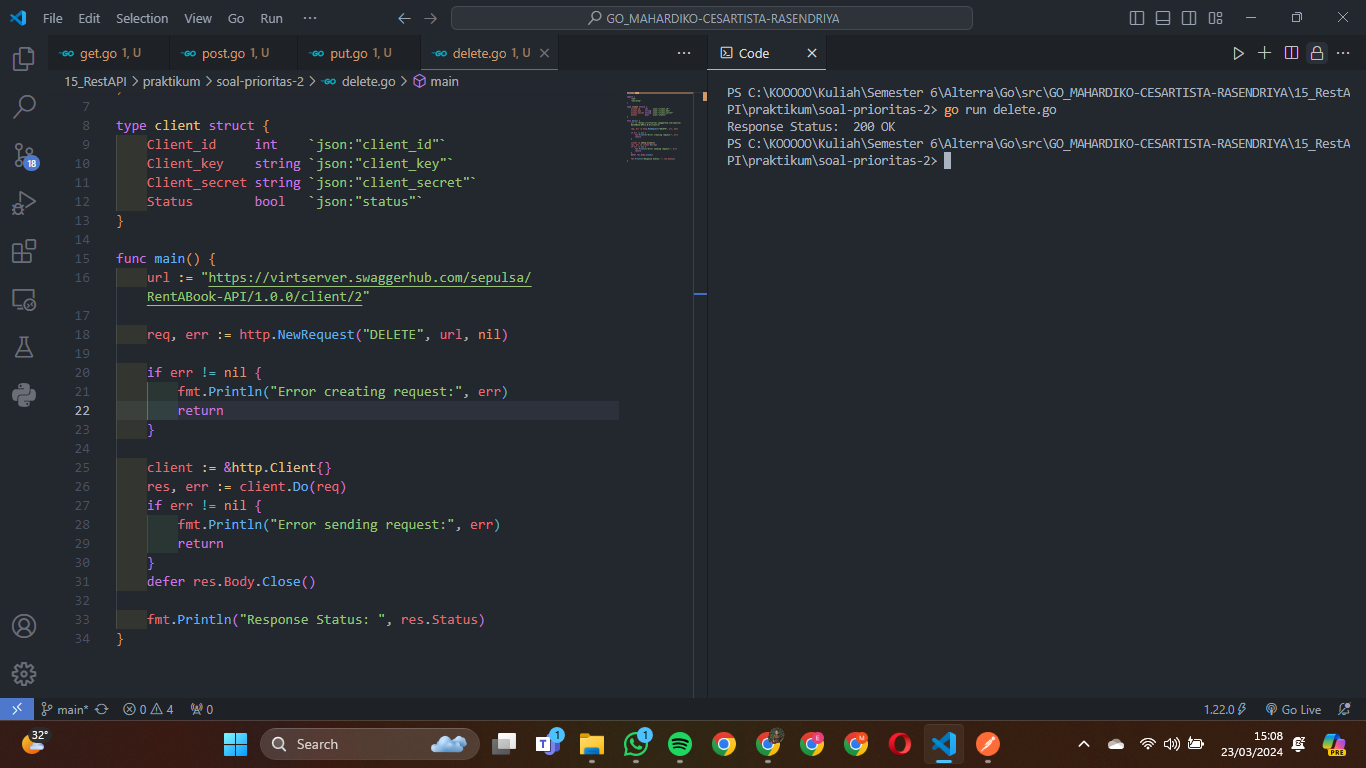 File Edit Selection View Go Run ··· GO_MAHARDIKO-CESARTISTA-RASENDRIYA
get.go 1, U post.go 1, U put.go 1, U delete.go 1, U ··· Code
15_RestAPI > praktikum > soal-prioritas-2 > delete.go > main
7
8 type client struct {
9 Client_id int `json:"client_id"`
10 Client_key string `json:"client_key"`
11 Client_secret string `json:"client_secret"`
12 Status bool `json:"status"`
13 }
14
15 func main() {
16 url := "https://virtserver.swaggerhub.com/sepulsa/
RentABook-API/1.0.0/client/2"
17
18 req, err := http.NewRequest("DELETE", url, nil)
19
20 if err != nil {
21 fmt.Println("Error creating request:", err)
22 return
23 }
24
25 client := &http.Client{}
26 res, err := client.Do(req)
27 if err != nil {
28 fmt.Println("Error sending request:", err)
29 return
30 }
31 defer res.Body.Close()
32
33 fmt.Println("Response Status: ", res.Status)
34 }
PS C:\KOOOOO\Kuliah\Semester 6\Alterra\Go\src\GO_MAHARDIKO-CESARTISTA-RASENDRIYA\15_RestA
PI\praktikum\soal-prioritas-2> go run delete.go
Response Status:  200 OK
PS C:\KOOOOO\Kuliah\Semester 6\Alterra\Go\src\GO_MAHARDIKO-CESARTISTA-RASENDRIYA\15_RestA
PI\praktikum\soal-prioritas-2>
18
main* 0 4 0 1.22.0 Go Live
32° Search 1 1 15:08
23/03/2024
PRE